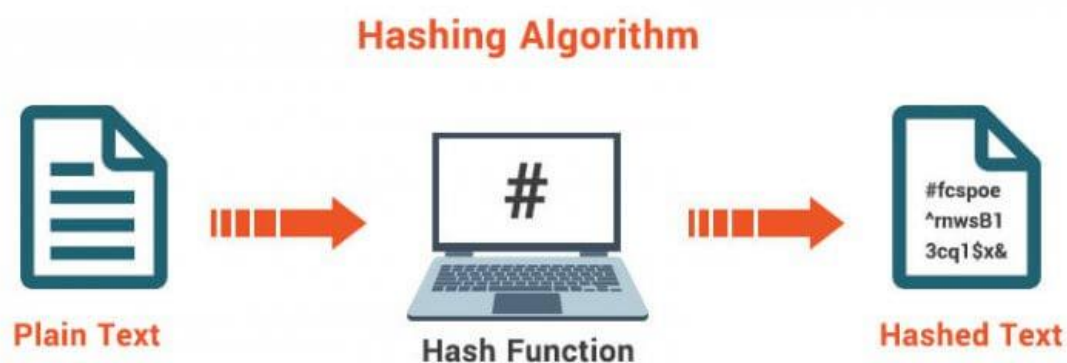 Hashing Algorithm
#
#fcspoe
^rnwsB1
3cq1$x&
Plain Text
Hash Function
Hashed Text